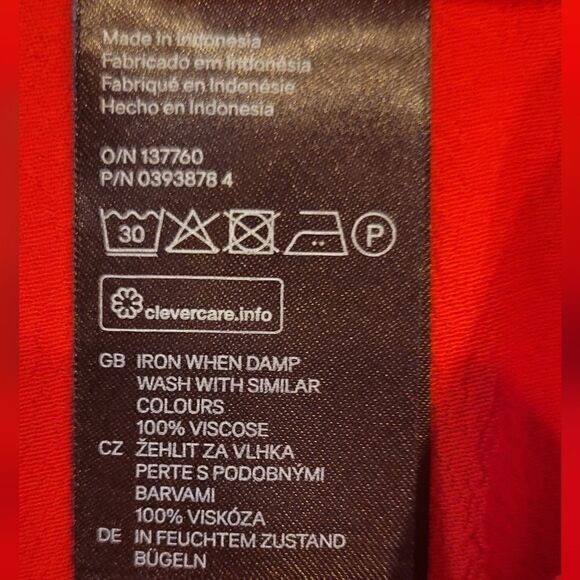 Made in Indonesia
Fabricado em Indonésia
Fabriqué en Indonésie
Hecho en Indonesia
O/N 137760
P/N 0393878 4
30 P
clevercare.info
GB IRON WHEN DAMP
WASH WITH SIMILAR
COLOURS
100% VISCOSE
CZ ŽEHLIT ZA VLHKA
PERTE S PODOBNÝMI
BARVAMI
100% VISKÓZA
DE IN FEUCHTEM ZUSTAND
BÜGELN